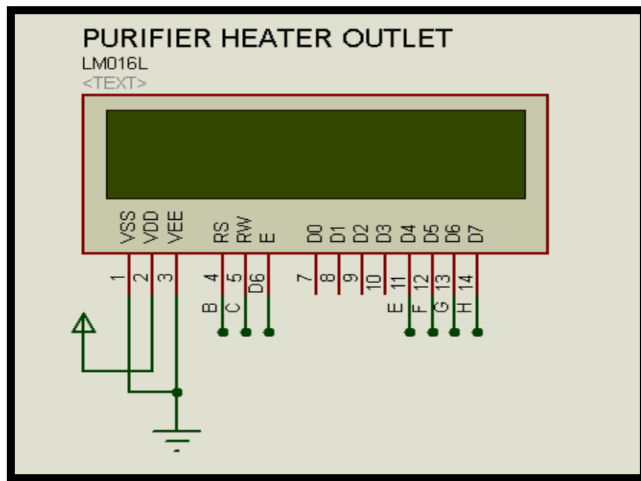 PURIFIER HEATER OUTLET
LM016L
<TEXT>
VSS VDD VEE RS RW E D0 D1 D2 D3 D4 D5 D6 D7
1 2 3 4 5 D6 7 8 9 10 11 12 13 14
B C E F G H